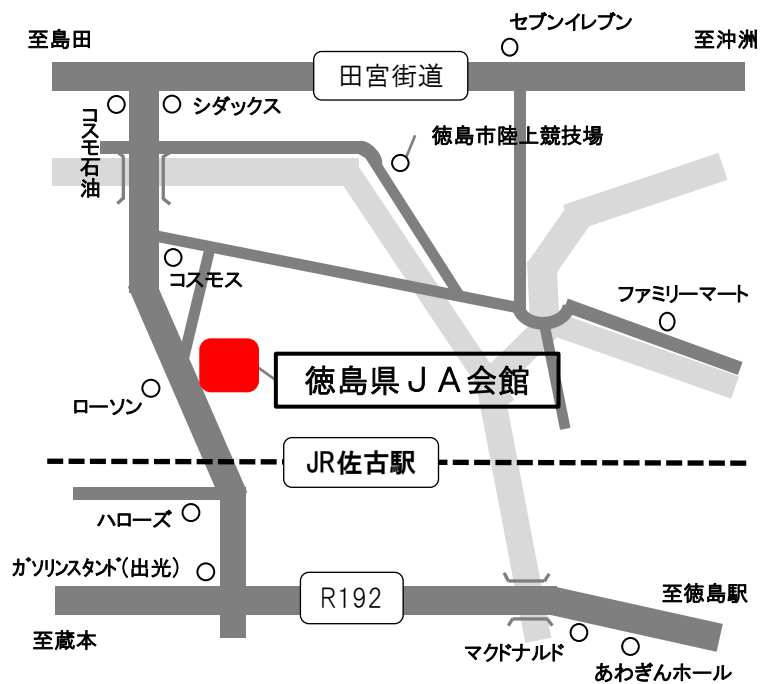 セブンイレブン
至島田
至沖洲
田宮街道
シダックス
コスモ石油
徳島市陸上競技場
コスモス
ファミリーマート
徳島県ＪＡ会館
ローソン
JR佐古駅
ハローズ
ｶﾞｿﾘﾝｽﾀﾝﾄﾞ(出光)
R192
至徳島駅
至蔵本
マクドナルド
あわぎんホール